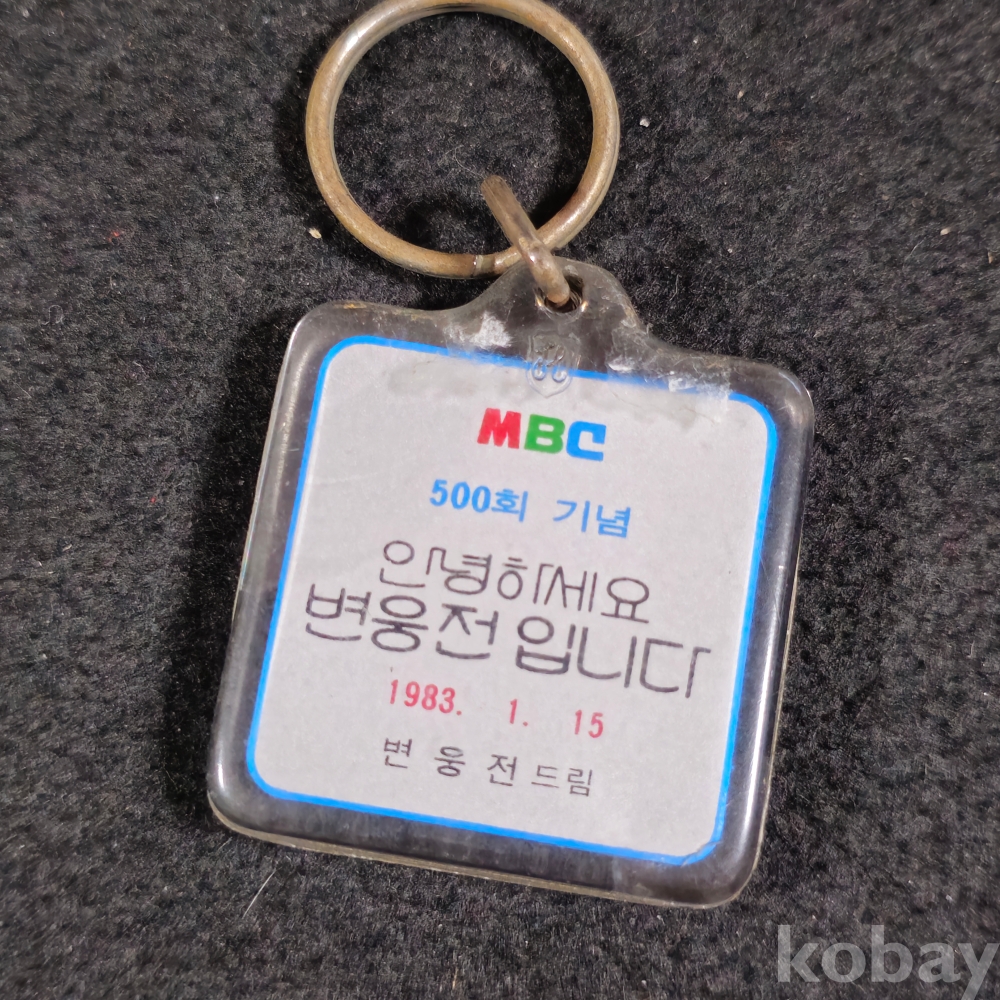 MBC
500회 기념
안녕하세요
변웅전 입니다
1983. 1. 15
변 웅 전 드림
kobay